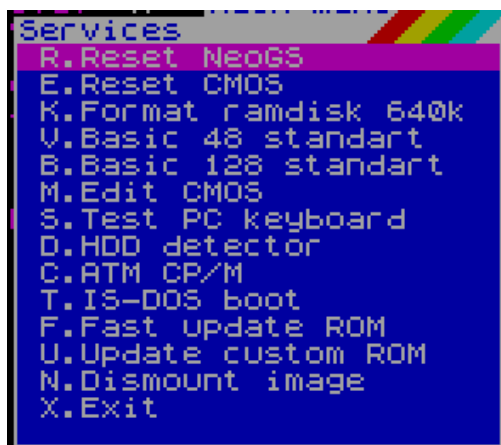 Services
R.Reset NeoGS
E.Reset CMOS
K.Format ramdisk 640k
V.Basic 48 standart
B.Basic 128 standart
M.Edit CMOS
S.Test PC keyboard
D.HDD detector
C.ATM CP/M
T.IS-DOS boot
F.Fast update ROM
U.Update custom ROM
N.Dismount image
X.Exit